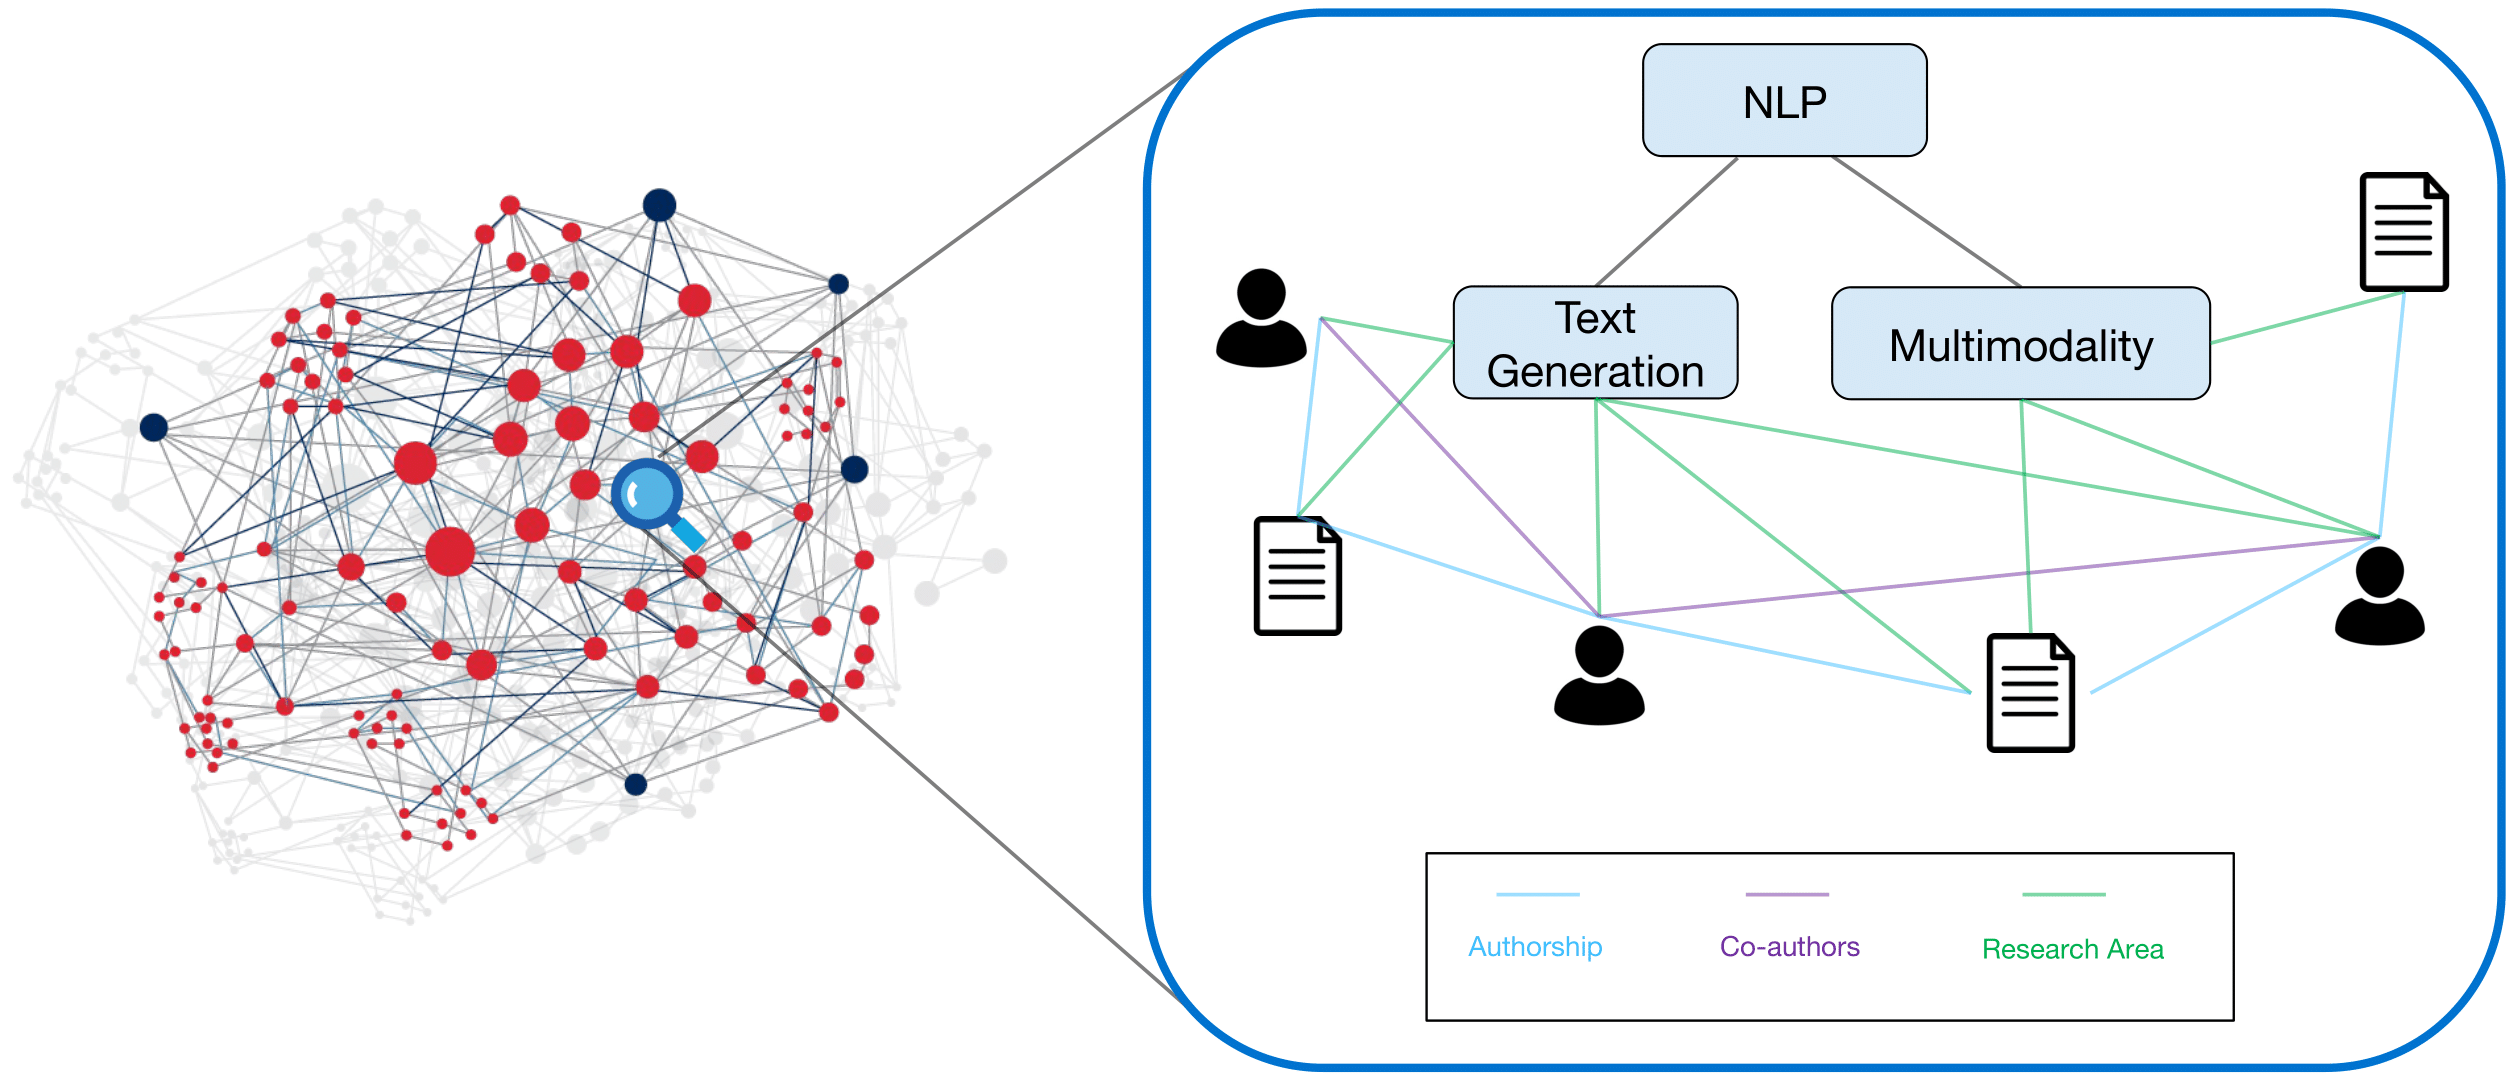 NLP
Text
Generation
Multimodality
Authorship
Co-authors
Research Area